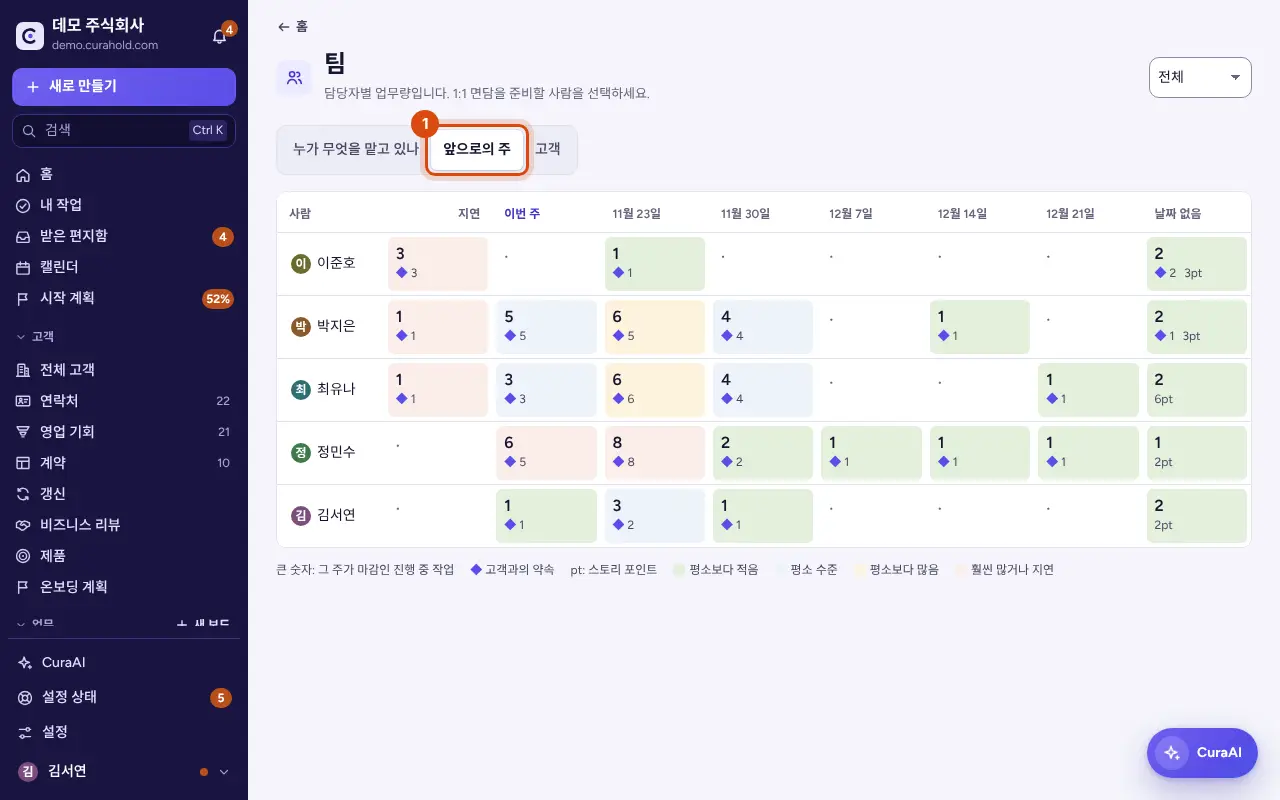 데모 주식회사
demo.curahold.com
4
새로 만들기
검색
Ctrl K
홈
내 작업
받은 편지함
4
캘린더
시작 계획
52%
고객
전체 고객
연락처
22
영업 기회
21
계약
10
갱신
비즈니스 리뷰
제품
온보딩 계획
업무
새 보드
CuraAI
설정 상태
5
설정
김
김서연
홈
팀
담당자별 업무량입니다. 1:1 면담을 준비할 사람을 선택하세요.
전체
누가 무엇을 맡고 있나
1
앞으로의 주
고객
사람 지연 이번 주 11월 23일 11월 30일 12월 7일 12월 14일 12월 21일 날짜 없음
이 이준호
3 · 1 · · · · 2
3 1 2 3pt
박 박지은
1 5 6 4 · 1 · 2
1 5 5 4 1 1 3pt
최 최유나
1 3 6 4 · · 1 2
1 3 6 4 1 6pt
정 정민수
· 6 8 2 1 1 1 1
5 8 2 1 1 1 2pt
김 김서연
· 1 3 1 · · · 2
1 2 1 2pt
큰 숫자: 그 주가 마감인 진행 중 작업 고객과의 약속 pt: 스토리 포인트 평소보다 적음 평소 수준 평소보다 많음 훨씬 많거나 지연
CuraAI